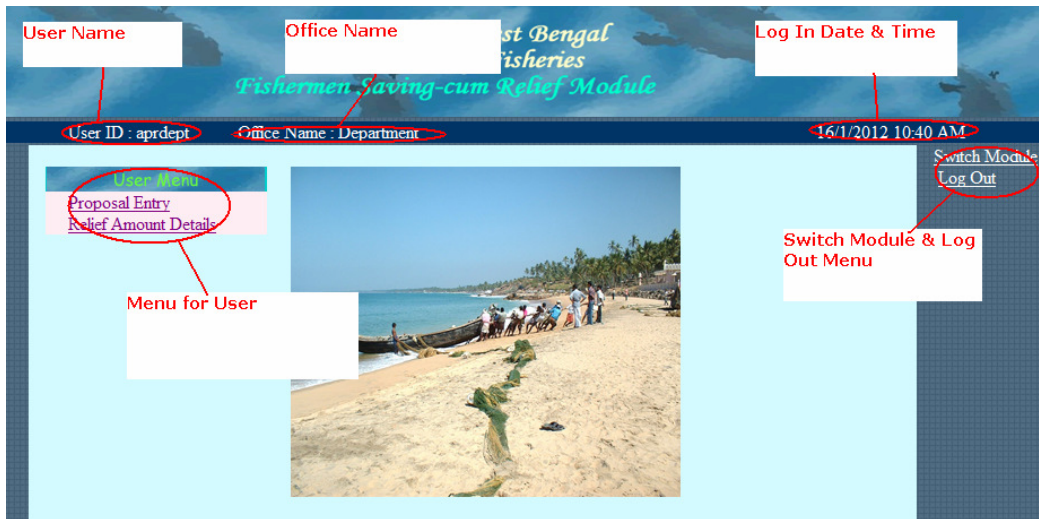 User Name
Office Name
st Bengal
Log In Date & Time
isheries
Fishermen Saving-cum Relief Module
User ID : aprdept
Office Name : Department
16/1/2012 10:40 AM
Switch Module
Log Out
User Menu
Proposal Entry
Relief Amount Details
Switch Module & Log
Out Menu
Menu for User